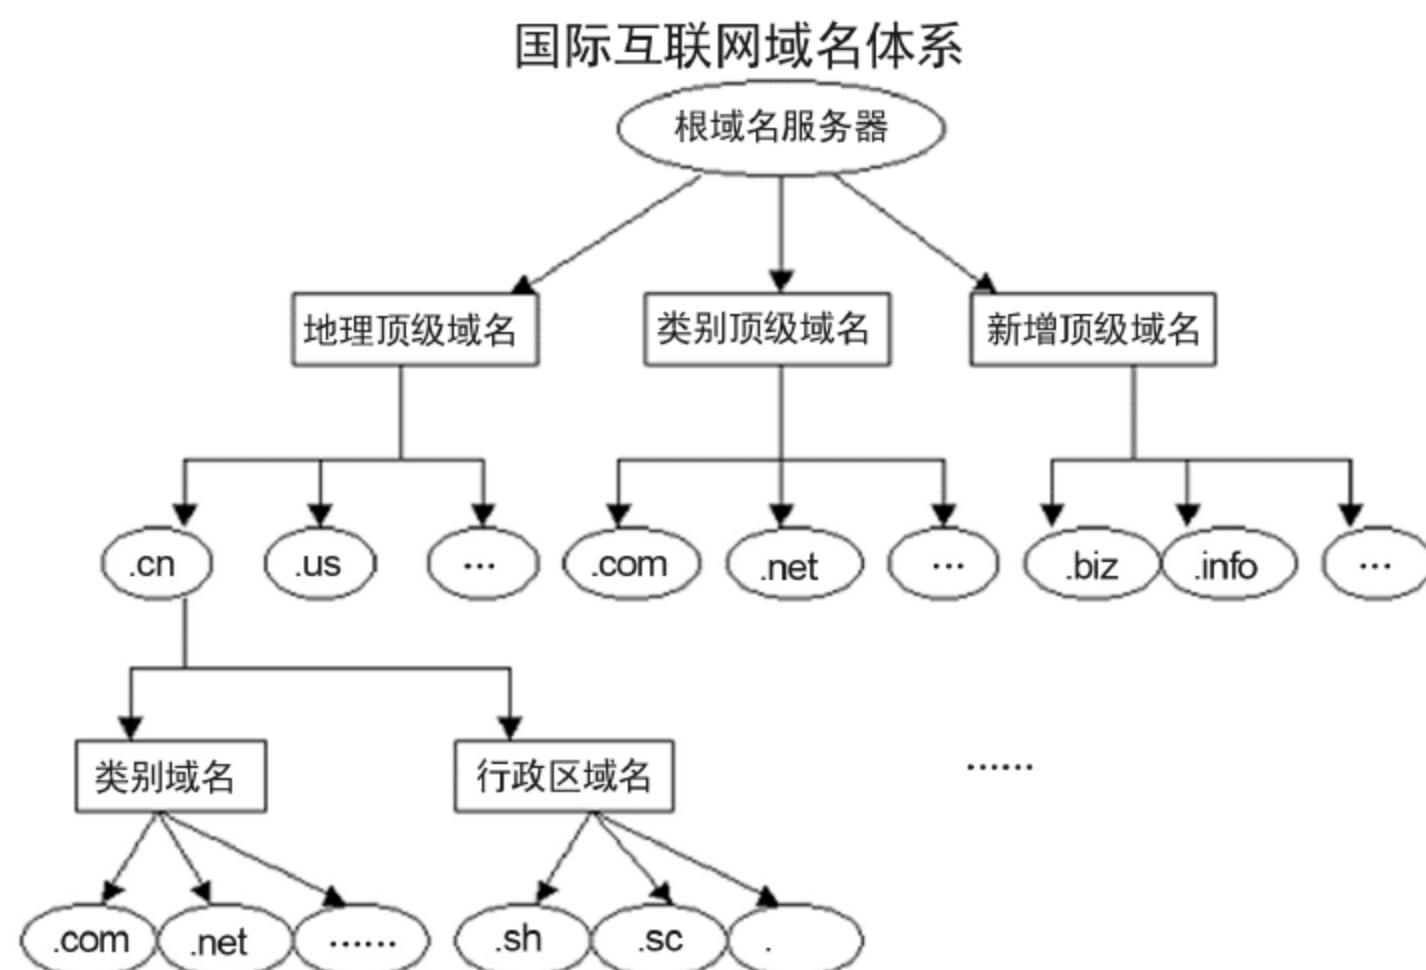 国际互联网域名体系
根域名服务器
地理顶级域名 类别顶级域名 新增顶级域名
.cn .us ... .com .net ... .biz .info ...
类别域名 行政区域名 ......
.com .net ...... .sh .sc .